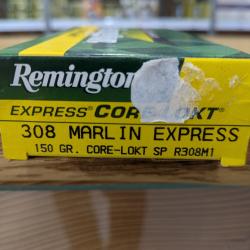 Remington
EXPRESS® CORE-LOKT®
308 MARLIN EXPRESS
150 GR. CORE-LOKT SP R308M1